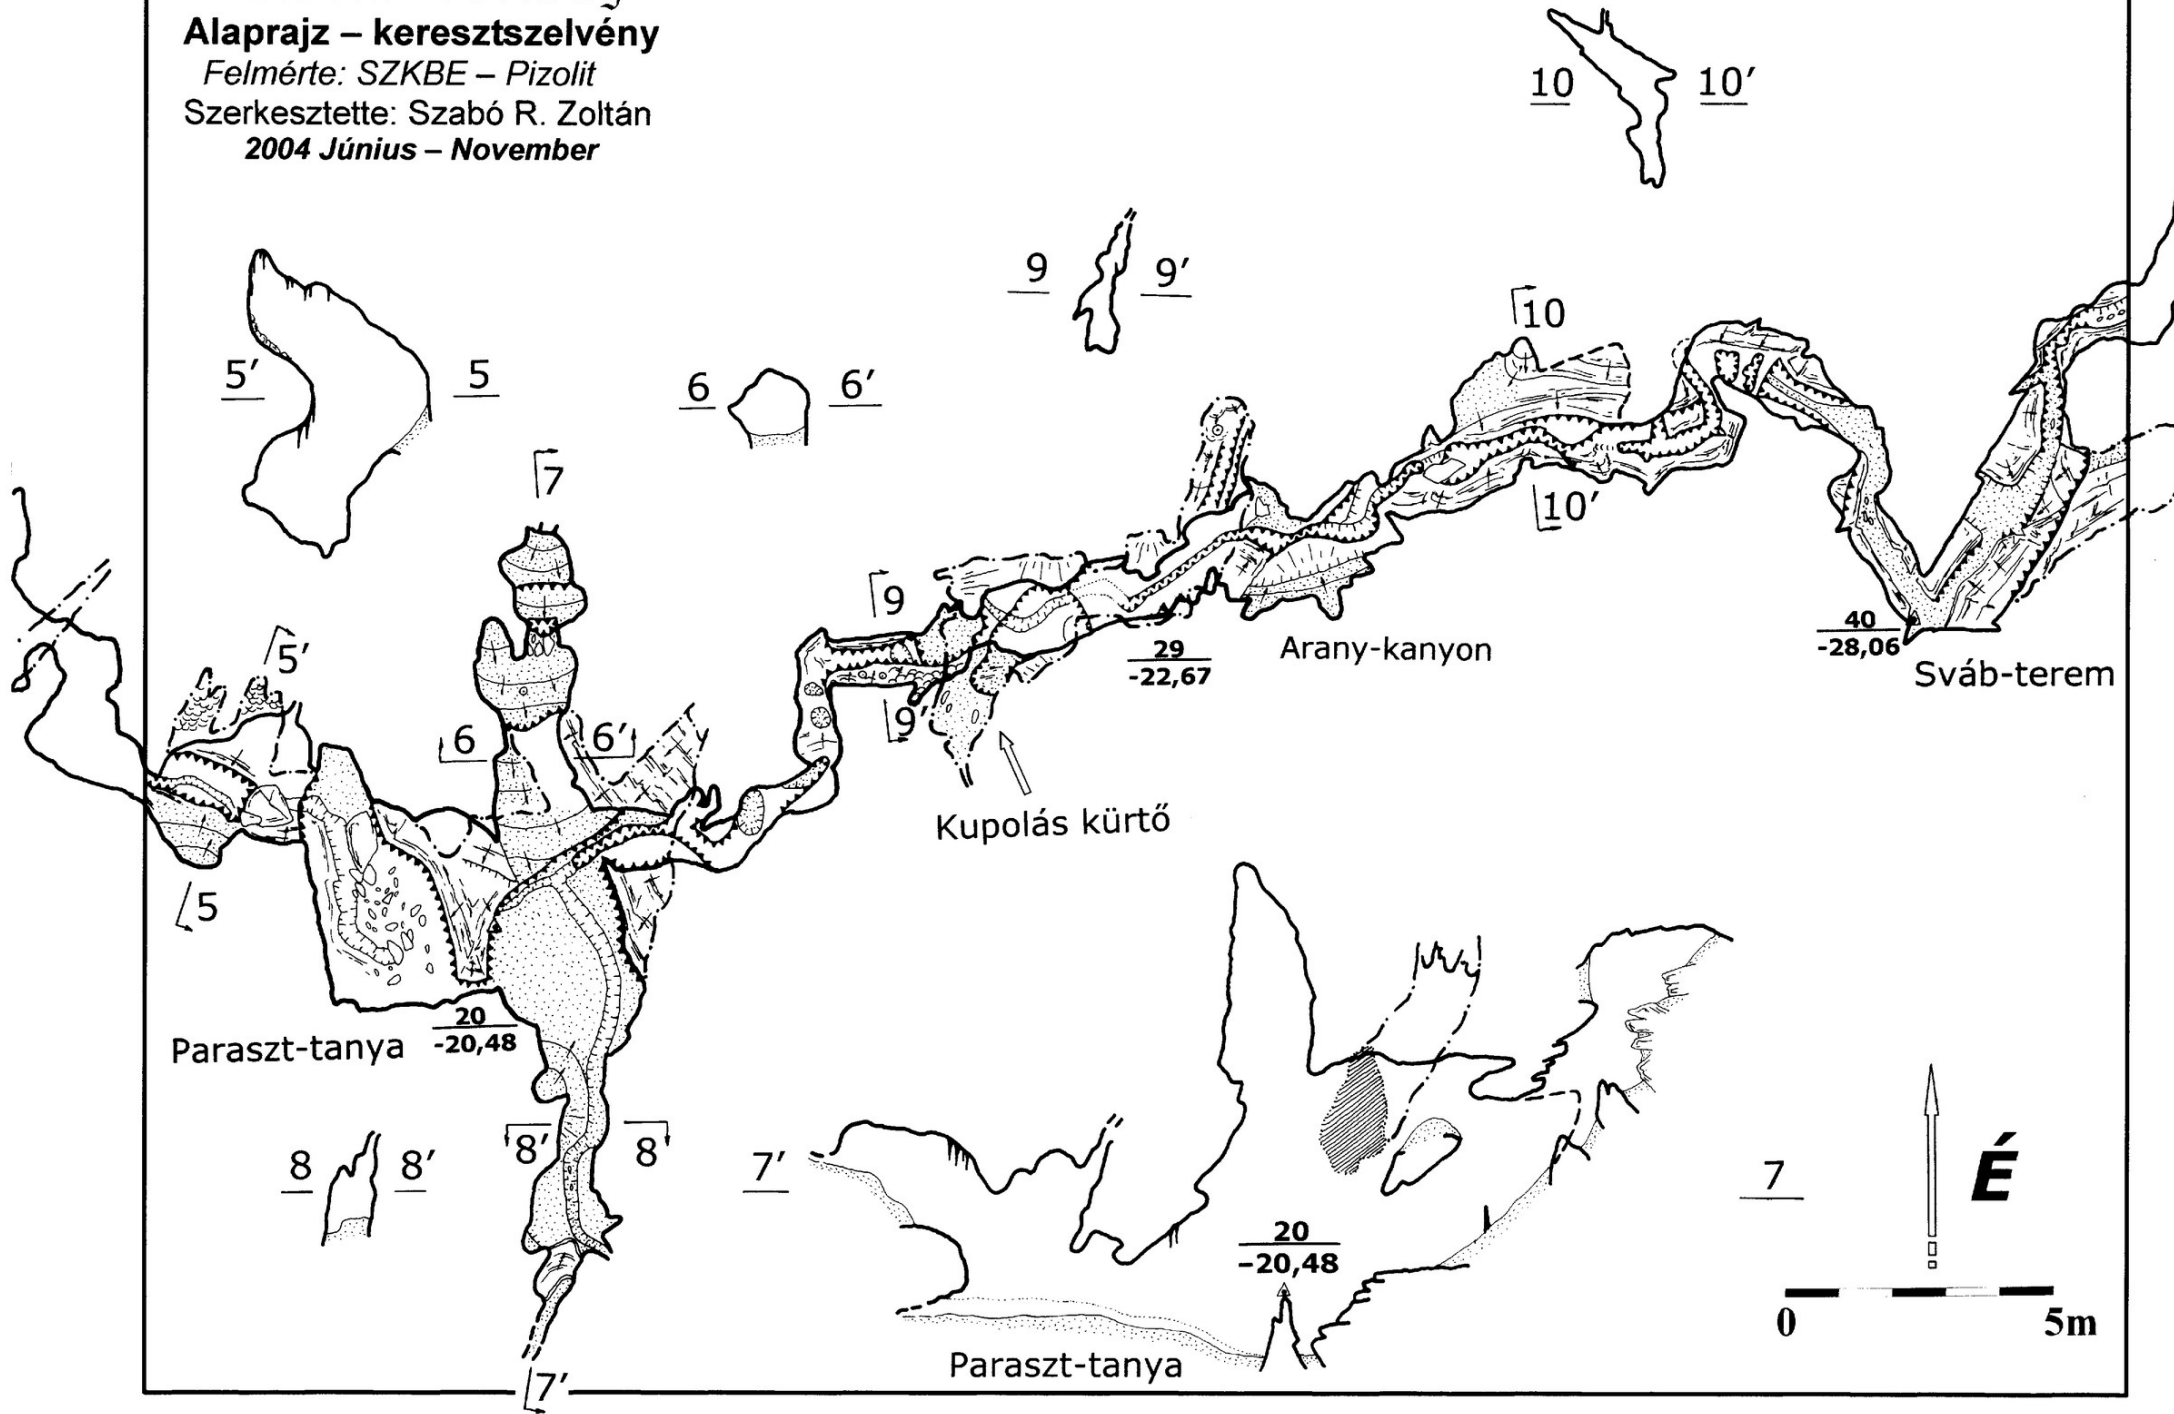 Alaprajz – keresztszelvény
Felmérte: SZKBE – Pizolit
Szerkesztette: Szabó R. Zoltán
2004 Június – November
10 10′
9 9′
5′ 5
6 6′
10
7
10′
9
5′
40
-28,06
Sváb-terem
29
-22,67
Arany-kanyon
9′
6 6′
Kupolás kürtő
5
20
-20,48
Paraszt-tanya
8 8′
8′ 8
7′ 7
É
20
-20,48
0 5m
Paraszt-tanya
7′